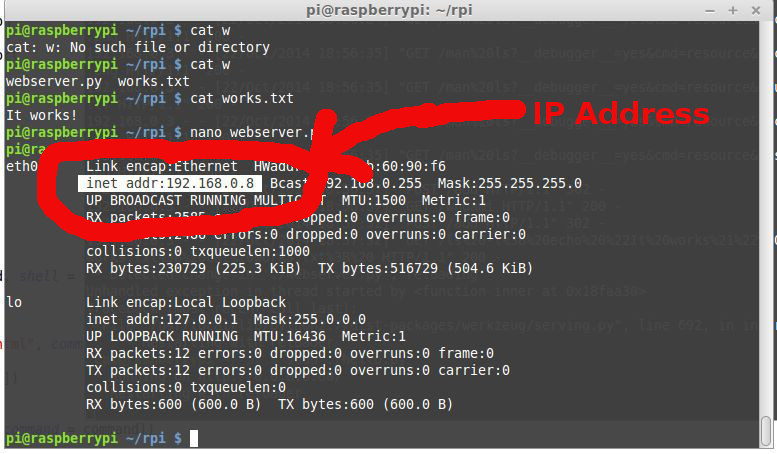 pi@raspberrypi: ~/rpi
pi@raspberrypi ~/rpi $ cat w
cat: w: No such file or directory
pi@raspberrypi ~/rpi $ cat w
webserver.py works.txt
pi@raspberrypi ~/rpi $ cat works.txt
It works!
IP Address
pi@raspberrypi ~/rpi $ nano webserver.p
pi@
eth0 Link encap:Ethernet HWadd b:60:90:f6
inet addr:192.168.0.8 Bcast 92.168.0.255 Mask:255.255.255.0
UP BROADCAST RUNNING MULTICAST MTU:1500 Metric:1
RX packets:2585 dropped:0 overruns:0 frame:0
errors:0 dropped:0 overruns:0 carrier:0
collisions:0 txqueuelen:1000
RX bytes:230729 (225.3 KiB) TX bytes:516729 (504.6 KiB)
lo Link encap:Local Loopback
inet addr:127.0.0.1 Mask:255.0.0.0
UP LOOPBACK RUNNING MTU:16436 Metric:1
RX packets:12 errors:0 dropped:0 overruns:0 frame:0
TX packets:12 errors:0 dropped:0 overruns:0 carrier:0
collisions:0 txqueuelen:0
RX bytes:600 (600.0 B) TX bytes:600 (600.0 B)
pi@raspberrypi ~/rpi $